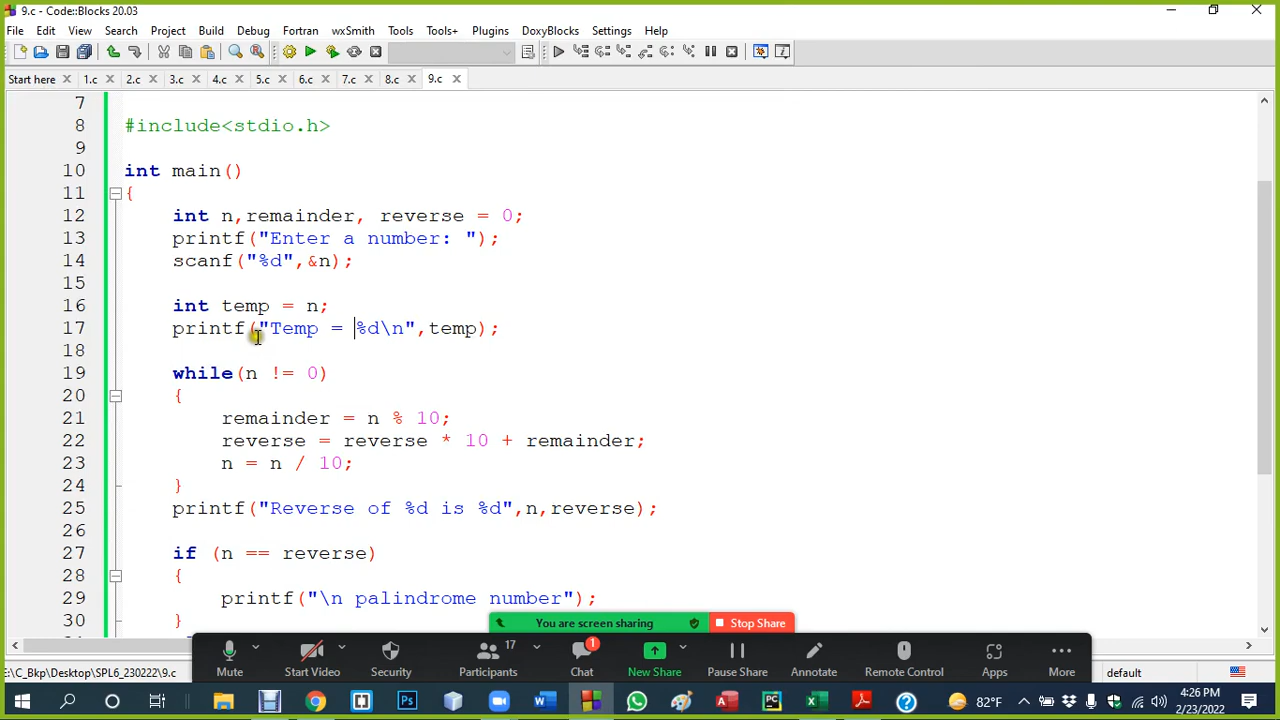 9.c - Code::Blocks 20.03
File Edit View Search Project Build Debug Fortran wxSmith Tools Tools+ Plugins DoxyBlocks Settings Help
Start here 1.c 2.c 3.c 4.c 5.c 6.c 7.c 8.c 9.c
7
8 #include<stdio.h>
9
10 int main()
11 {
12 int n,remainder, reverse = 0;
13 printf("Enter a number: ");
14 scanf("%d",&n);
15
16 int temp = n;
17 printf("Temp = %d\n",temp);
18
19 while(n != 0)
20 {
21 remainder = n % 10;
22 reverse = reverse * 10 + remainder;
23 n = n / 10;
24 }
25 printf("Reverse of %d is %d",n,reverse);
26
27 if (n == reverse)
28 {
29 printf("\n palindrome number");
30 }
You are screen sharing Stop Share
17 1
Mute Start Video Security Participants Chat New Share Pause Share Annotate Remote Control Apps More
E:\C_Bkp\Desktop\SPL6_230222\9.c default
82°F 4:26 PM
2/23/2022